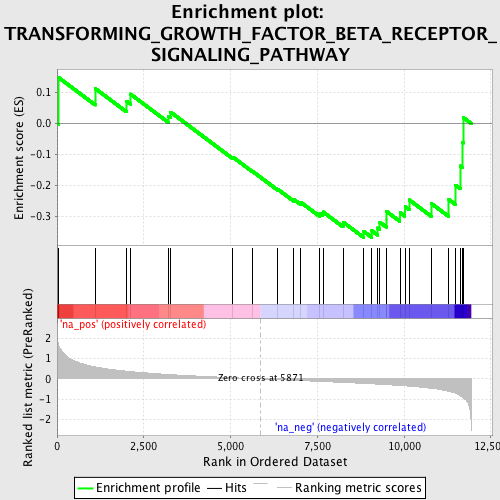 Enrichment plot:
TRANSFORMING_GROWTH_FACTOR_BETA_RECEPTOR_
SIGNALING_PATHWAY
Enrichment score (ES)
0.1
0.0
-0.1
-0.2
-0.3
'na_pos' (positively correlated)
Ranked list metric (PreRanked)
2
1
0
-1
-2
Zero cross at 5871
'na_neg' (negatively correlated)
0
2,500
5,000
7,500
10,000
12,500
Rank in Ordered Dataset
Enrichment profile
Hits
Ranking metric scores